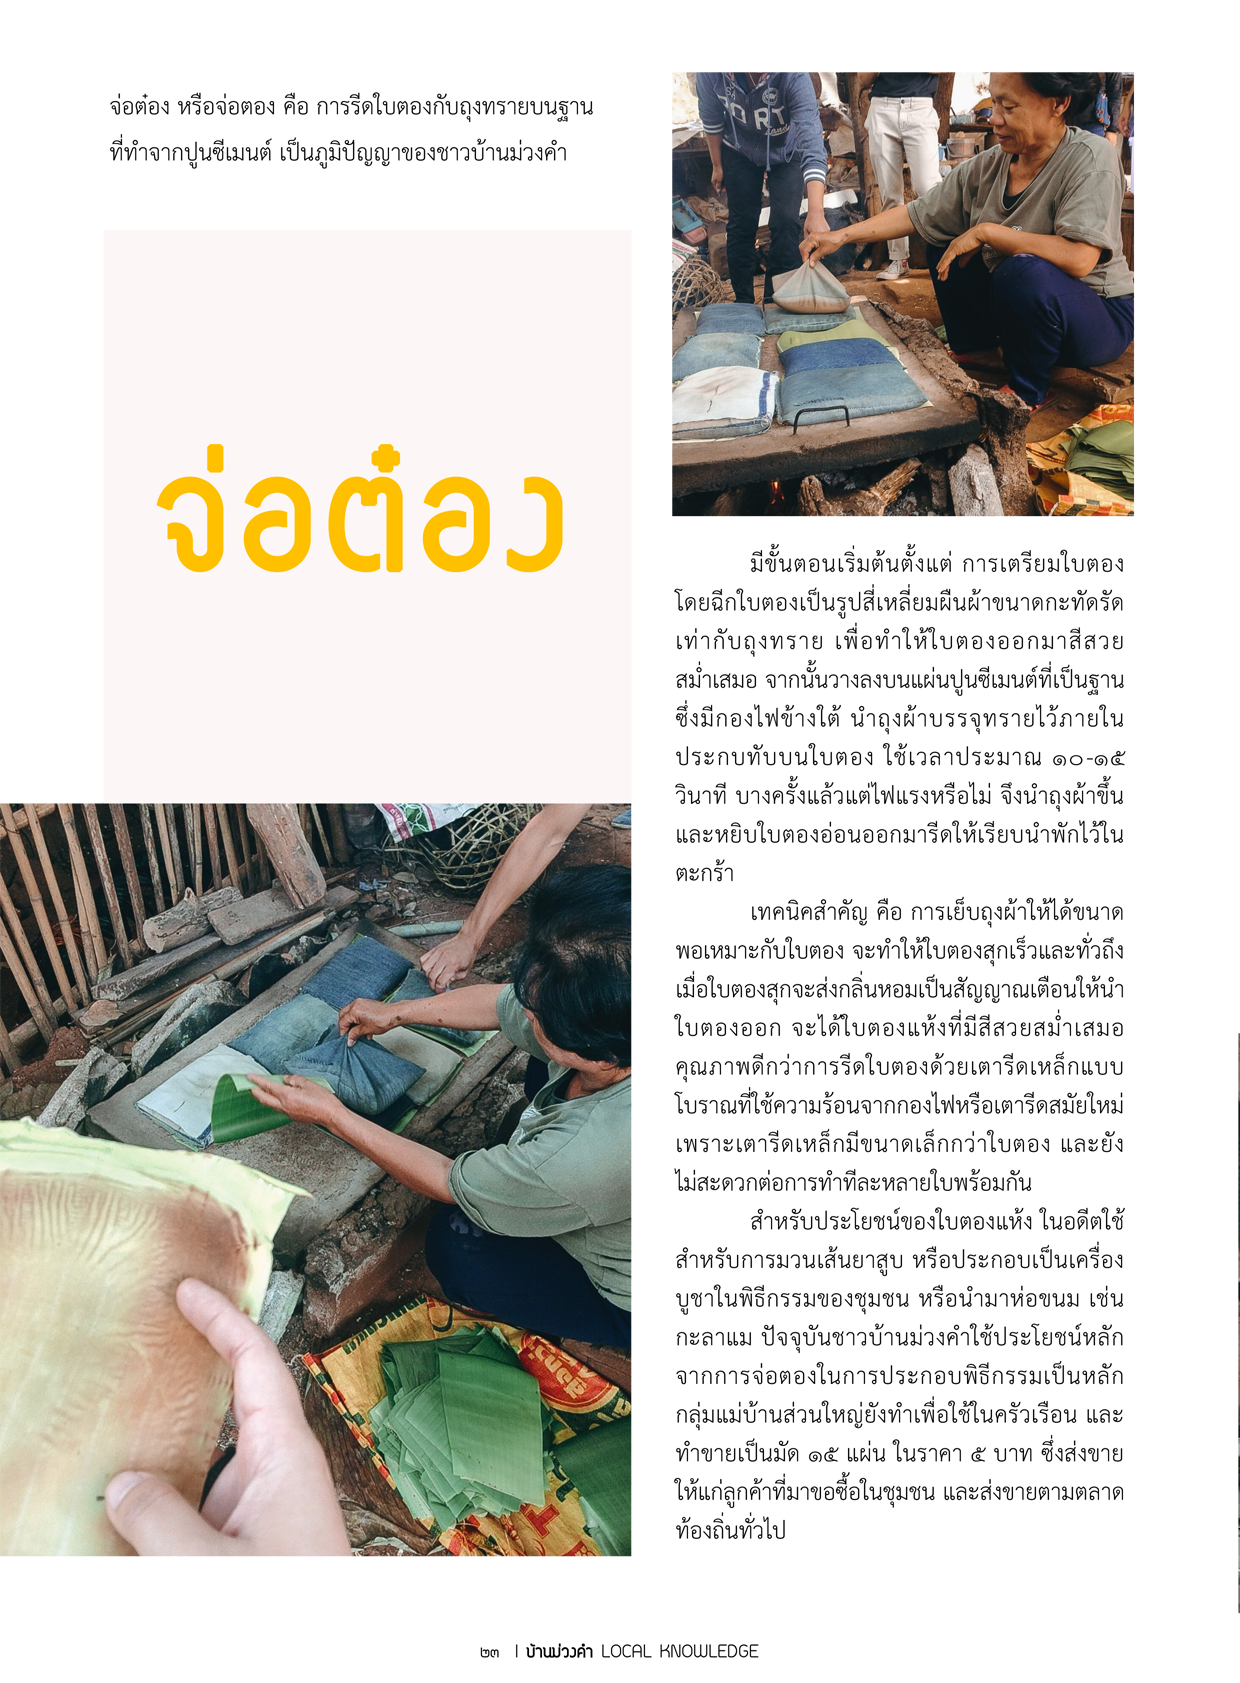 จ่อต๋อง หรือจ่อตอง คือ การรีดใบตองกับถุงทรายบนฐาน
ที่ทำจากปูนซีเมนต์ เป็นภูมิปัญญาของชาวบ้านม่วงคำ
จ่อต๋อง
มีขั้นตอนเริ่มต้นตั้งแต่ การเตรียมใบตอง
โดยฉีกใบตองเป็นรูปสี่เหลี่ยมผืนผ้าขนาดกะทัดรัด
เท่ากับถุงทราย เพื่อทำให้ใบตองออกมาสีสวย
สม่ำเสมอ จากนั้นวางลงบนแผ่นปูนซีเมนต์ที่เป็นฐาน
ซึ่งมีกองไฟข้างใต้ นำถุงผ้าบรรจุทรายไว้ภายใน
ประกบทับบนใบตอง ใช้เวลาประมาณ ๑๐-๑๕
วินาที บางครั้งแล้วแต่ไฟแรงหรือไม่ จึงนำถุงผ้าขึ้น
และหยิบใบตองอ่อนออกมารีดให้เรียบนำพักไว้ใน
ตะกร้า
เทคนิคสำคัญ คือ การเย็บถุงผ้าให้ได้ขนาด
พอเหมาะกับใบตอง จะทำให้ใบตองสุกเร็วและทั่วถึง
เมื่อใบตองสุกจะส่งกลิ่นหอมเป็นสัญญาณเตือนให้นำ
ใบตองออก จะได้ใบตองแห้งที่มีสีสวยสม่ำเสมอ
คุณภาพดีกว่าการรีดใบตองด้วยเตารีดเหล็กแบบ
โบราณที่ใช้ความร้อนจากกองไฟหรือเตารีดสมัยใหม่
เพราะเตารีดเหล็กมีขนาดเล็กกว่าใบตอง และยัง
ไม่สะดวกต่อการทำทีละหลายใบพร้อมกัน
สำหรับประโยชน์ของใบตองแห้ง ในอดีตใช้
สำหรับการมวนเส้นยาสูบ หรือประกอบเป็นเครื่อง
บูชาในพิธีกรรมของชุมชน หรือนำมาห่อขนม เช่น
กะลาแม ปัจจุบันชาวบ้านม่วงคำใช้ประโยชน์หลัก
จากการจ่อตองในการประกอบพิธีกรรมเป็นหลัก
กลุ่มแม่บ้านส่วนใหญ่ยังทำเพื่อใช้ในครัวเรือน และ
ทำขายเป็นมัด ๑๕ แผ่น ในราคา ๕ บาท ซึ่งส่งขาย
ให้แก่ลูกค้าที่มาขอซื้อในชุมชน และส่งขายตามตลาด
ท้องถิ่นทั่วไป
๒๓ | บ้านม่วงคำ LOCAL KNOWLEDGE